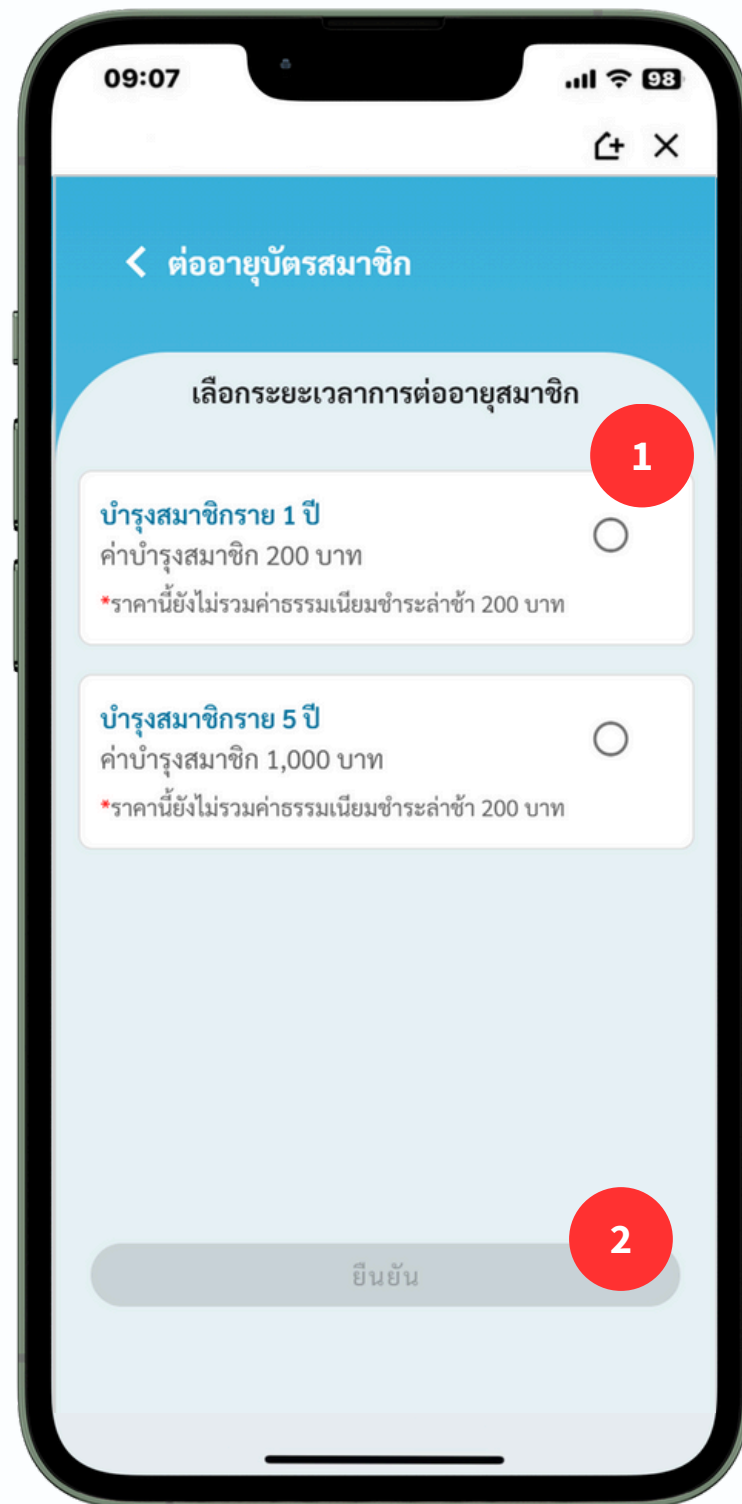 09:07
98
ต่ออายุบัตรสมาชิก
เลือกระยะเวลาการต่ออายุสมาชิก
1
บำรุงสมาชิกราย 1 ปี
ค่าบำรุงสมาชิก 200 บาท
*ราคานี้ยังไม่รวมค่าธรรมเนียมชำระล่าช้า 200 บาท
บำรุงสมาชิกราย 5 ปี
ค่าบำรุงสมาชิก 1,000 บาท
*ราคานี้ยังไม่รวมค่าธรรมเนียมชำระล่าช้า 200 บาท
2
ยืนยัน